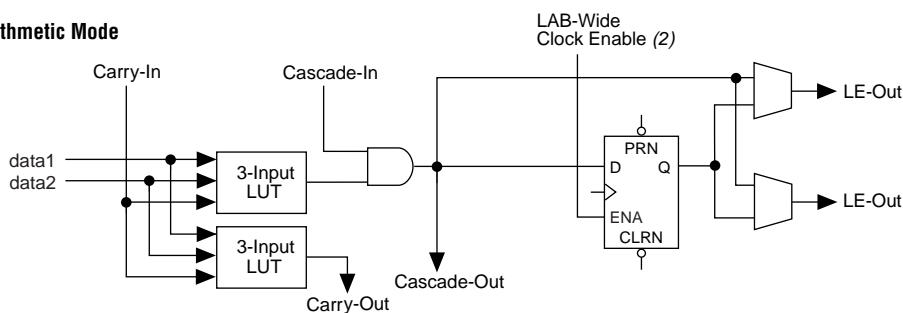 thmetic Mode
LAB-Wide
Clock Enable (2)
Carry-In
Cascade-In
LE-Out
PRN
data1
data2
3-Input
LUT
D
Q
LE-Out
ENA
CLRN
3-Input
LUT
Cascade-Out
Carry-Out